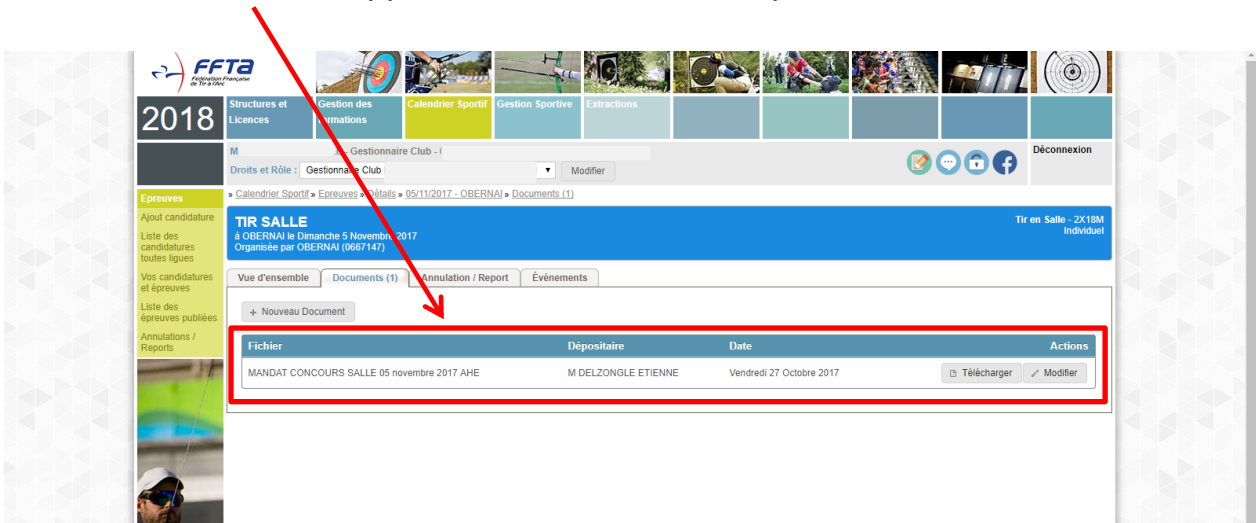 FFTA
Fédération Française
de Tir à l'Arc
2018
Structures et
Licences
Gestion des
formations
Calendrier Sportif
Gestion Sportive
Extractions
M - Gestionnaire Club -
Droits et Rôle : Gestionnaire Club
Modifier
Déconnexion
» Calendrier Sportif » Epreuves » Détails » 05/11/2017 - OBERNAI » Documents (1)
Epreuves
Ajout candidature
Liste des
candidatures
toutes ligues
Vos candidatures
et épreuves
Liste des
épreuves publiées
Annulations /
Reports
TIR SALLE
à OBERNAI le Dimanche 5 Novembre 2017
Organisée par OBERNAI (0667147)
Tir en Salle - 2X18M
Individuel
Vue d'ensemble
Documents (1)
Annulation / Report
Évènements
+ Nouveau Document
Fichier Dépositaire Date Actions
MANDAT CONCOURS SALLE 05 novembre 2017 AHE M DELZONGLE ETIENNE Vendredi 27 Octobre 2017 Télécharger Modifier